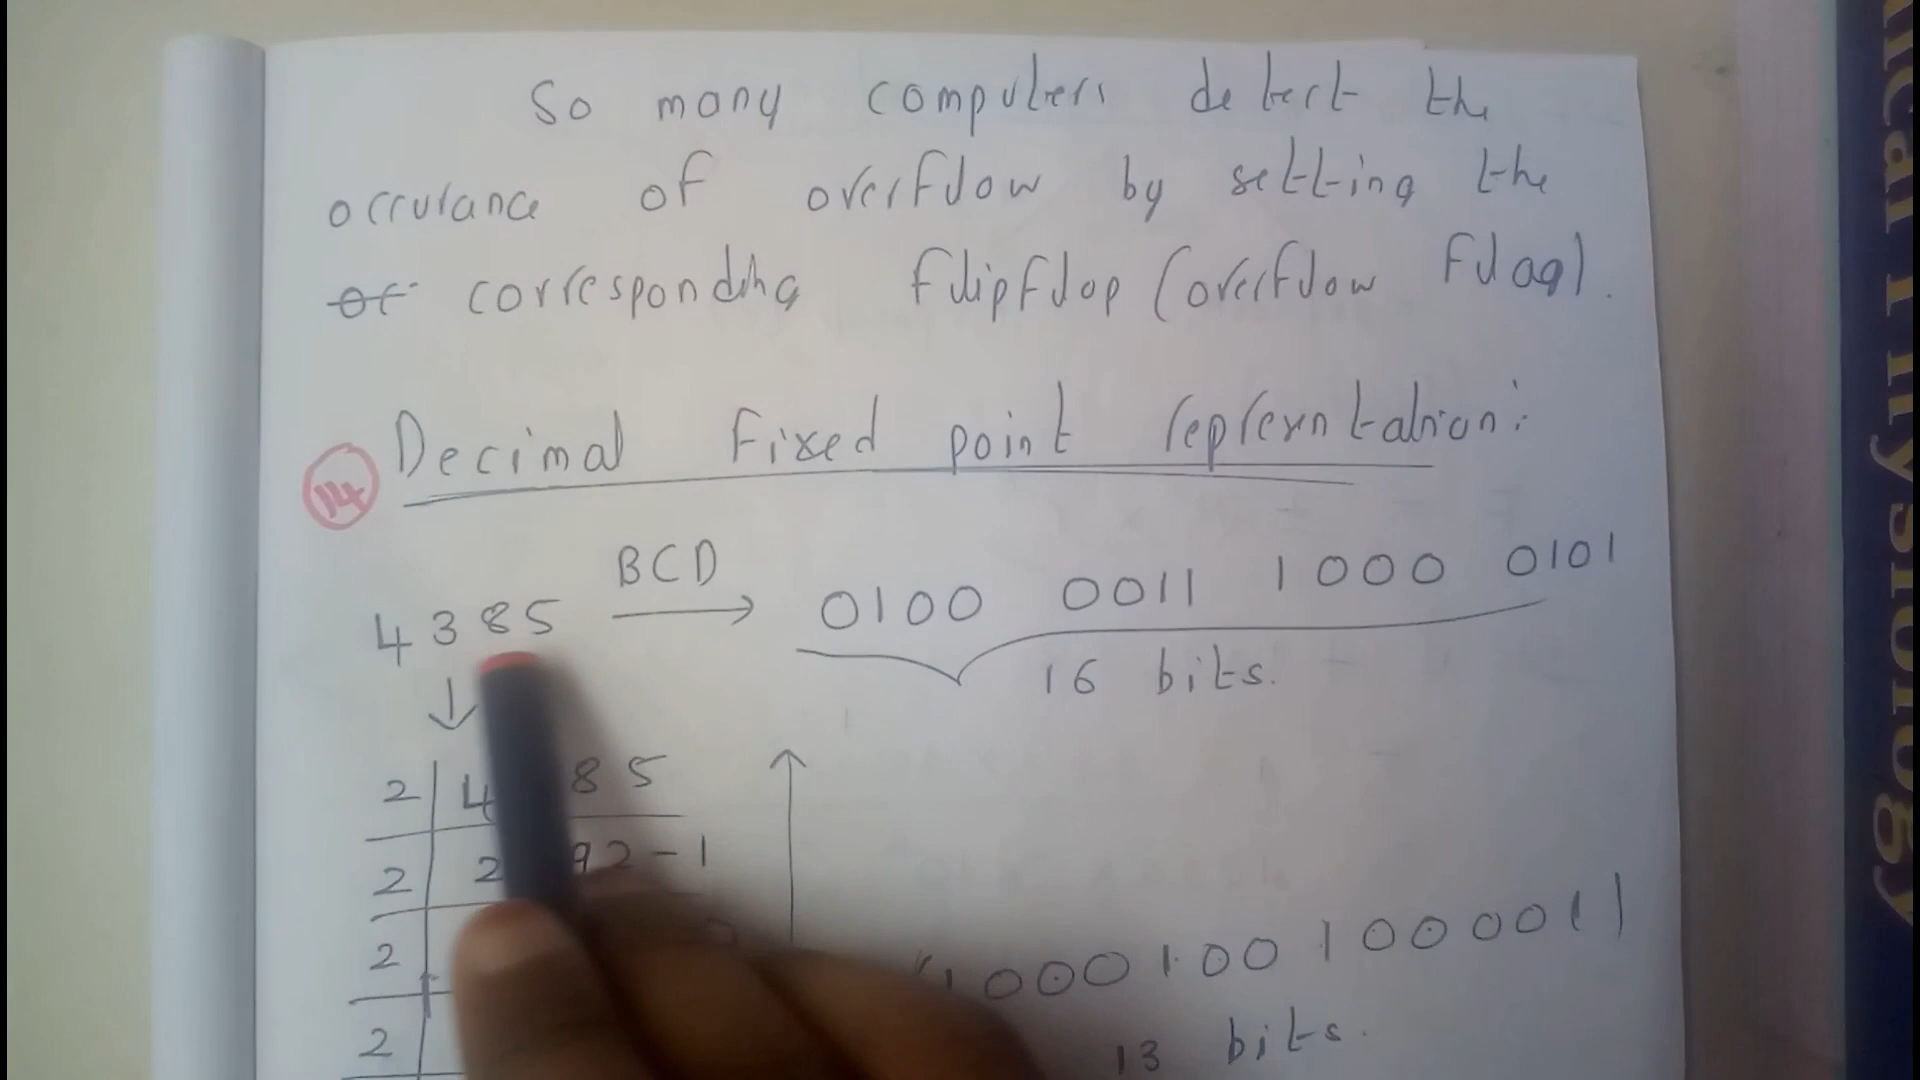 So many computers detect the
occurance of overflow by setting the
of corresponding flipflop (overflow flag).
14 Decimal Fixed point representation:
4385 BCD → 0100 0011 1000 0101
16 bits.
↓
2 4 85
2 2 92 - 1
2
2
(1000100100001)
13 bits.
ical Physiology